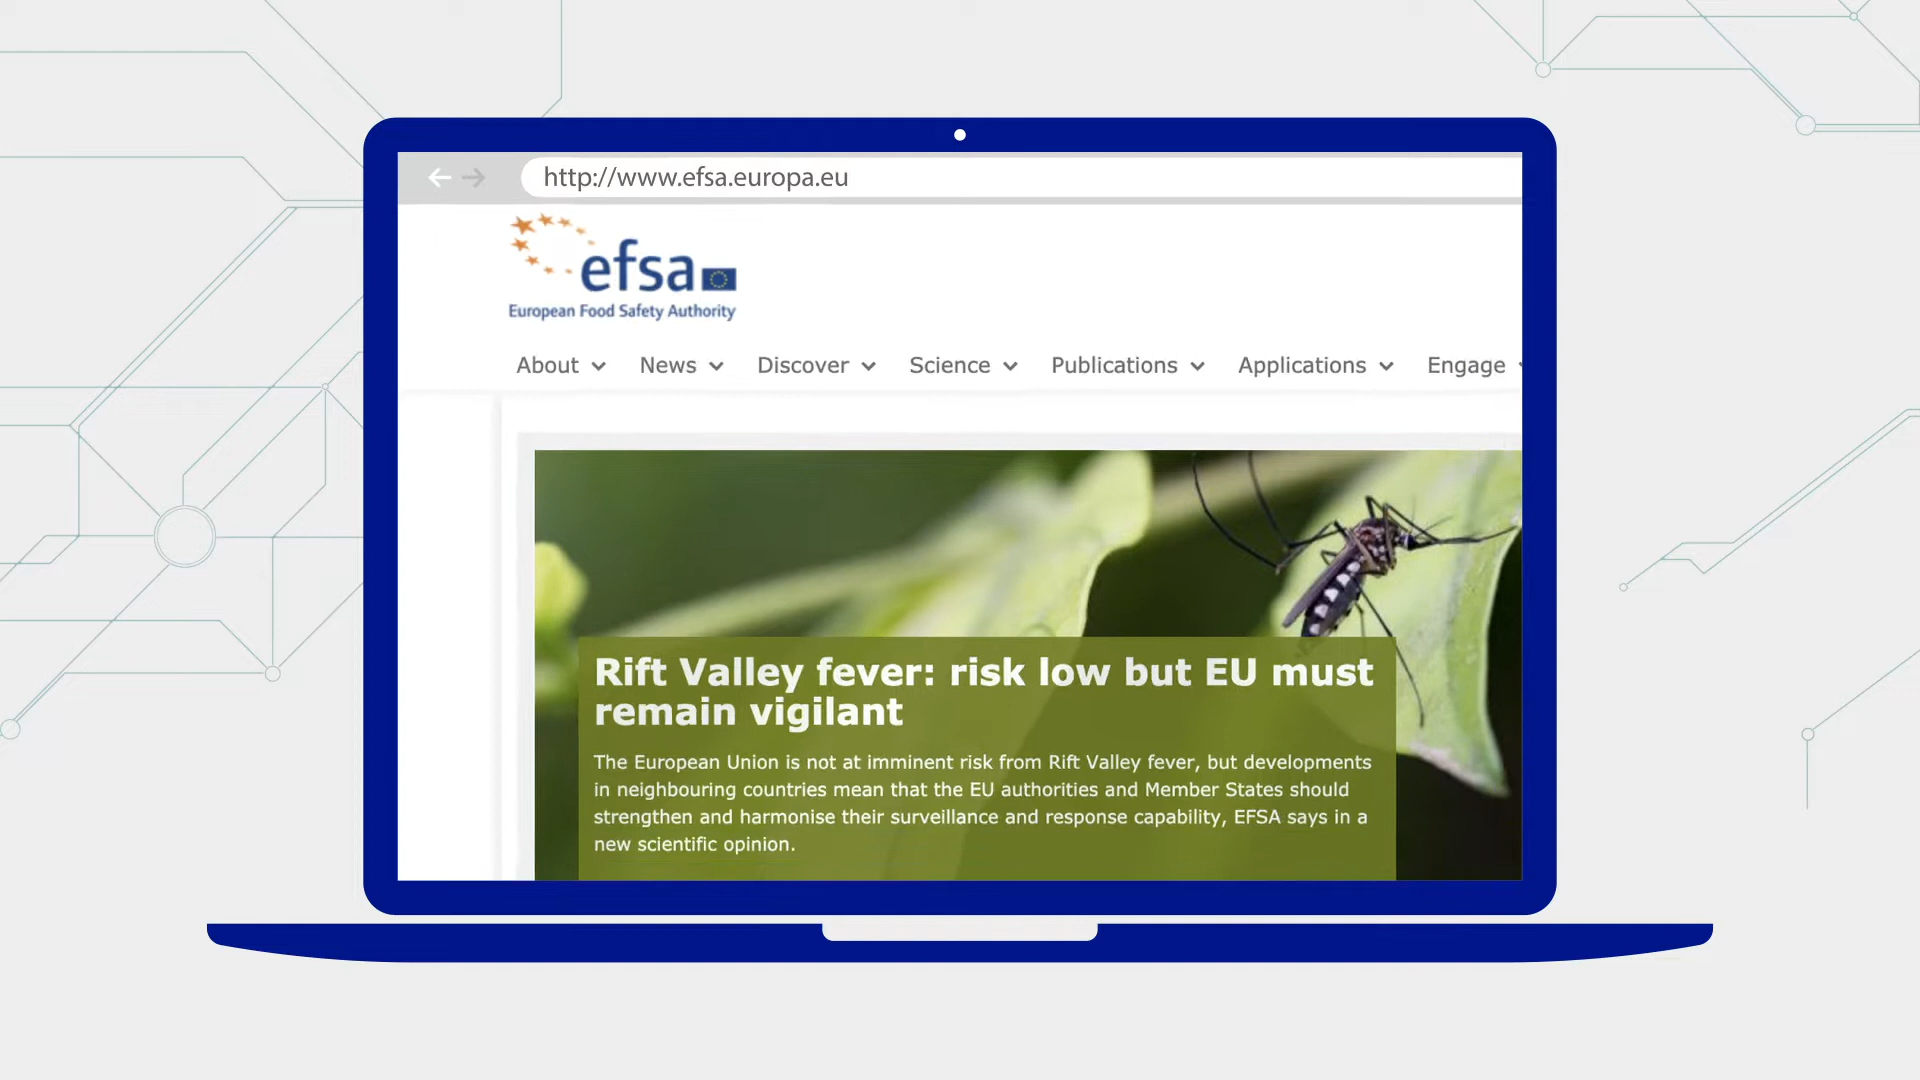 http://www.efsa.europa.eu
efsa
European Food Safety Authority
About News Discover Science Publications Applications Engage
Rift Valley fever: risk low but EU must
remain vigilant
The European Union is not at imminent risk from Rift Valley fever, but developments
in neighbouring countries mean that the EU authorities and Member States should
strengthen and harmonise their surveillance and response capability, EFSA says in a
new scientific opinion.